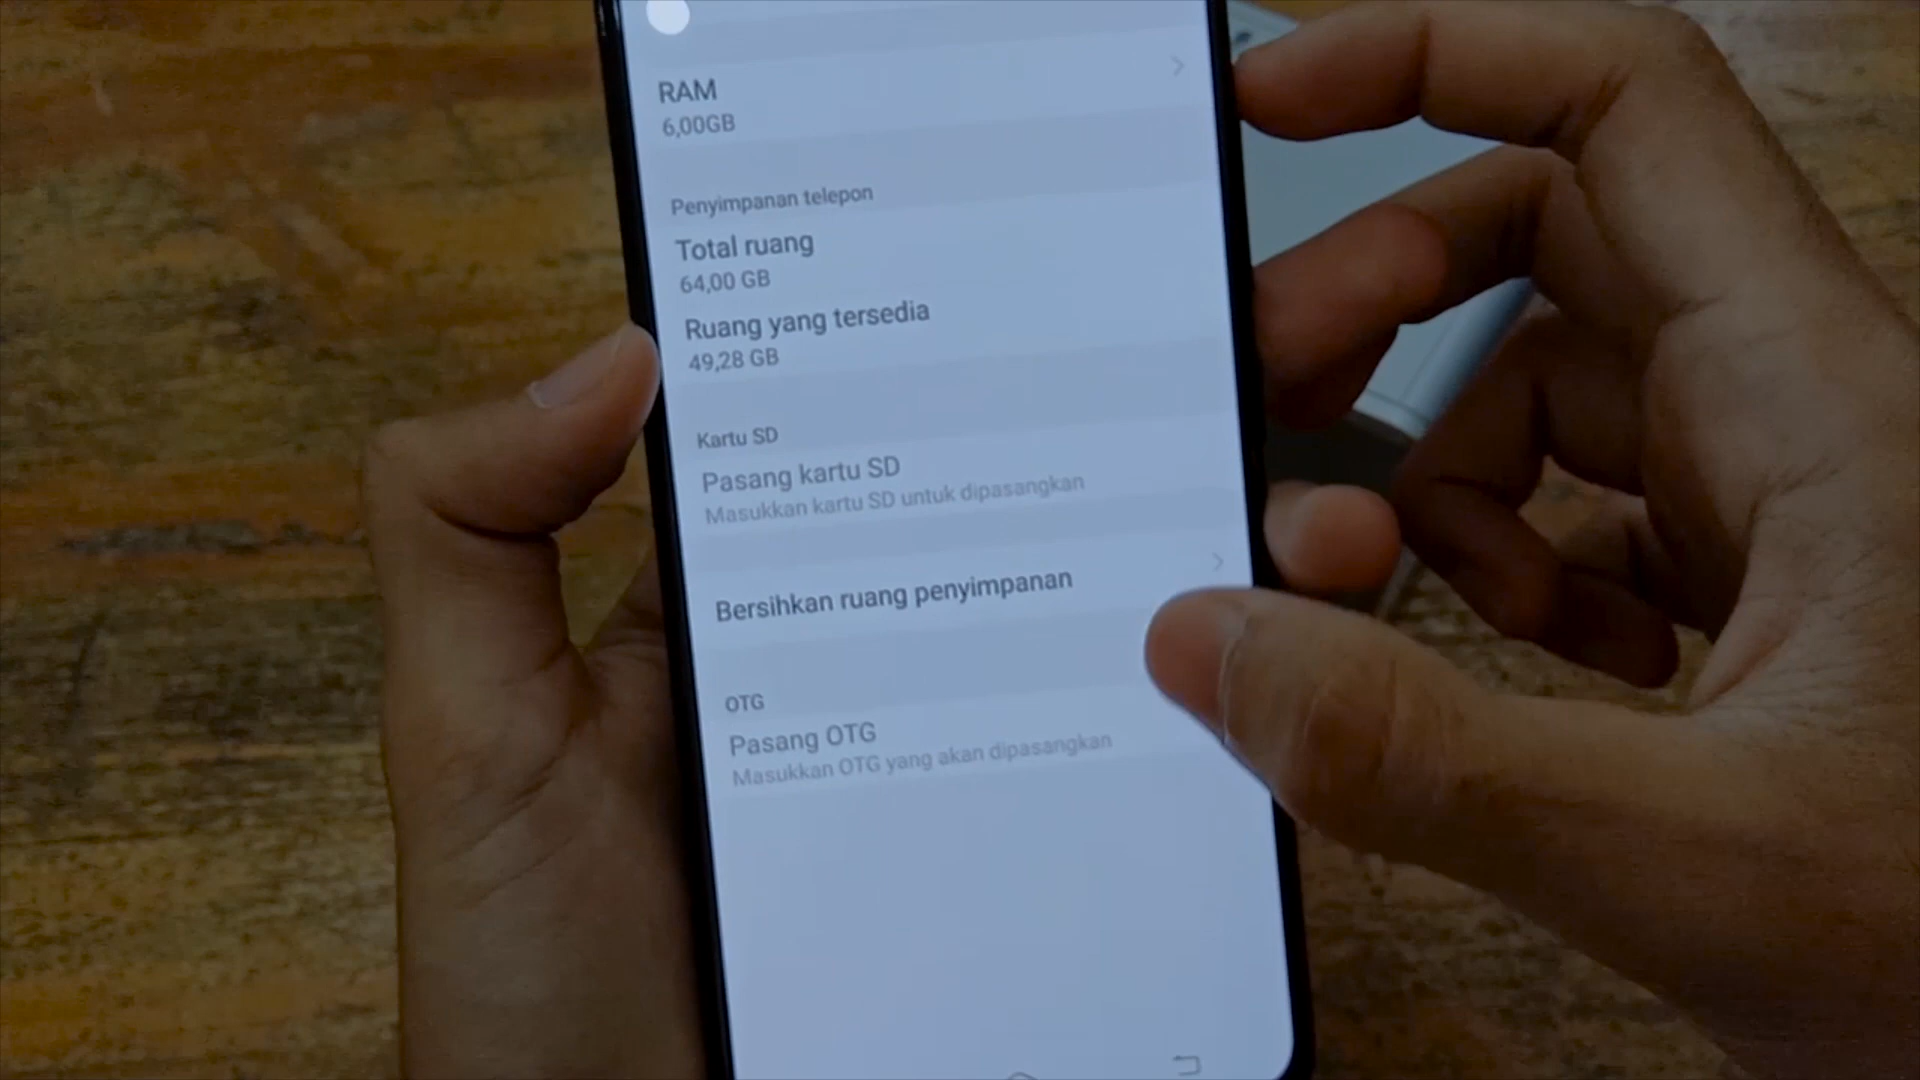 RAM
6,00GB
Penyimpanan telepon
Total ruang
64,00 GB
Ruang yang tersedia
49,28 GB
Kartu SD
Pasang kartu SD
Masukkan kartu SD untuk dipasangkan
Bersihkan ruang penyimpanan
OTG
Pasang OTG
Masukkan OTG yang akan dipasangkan